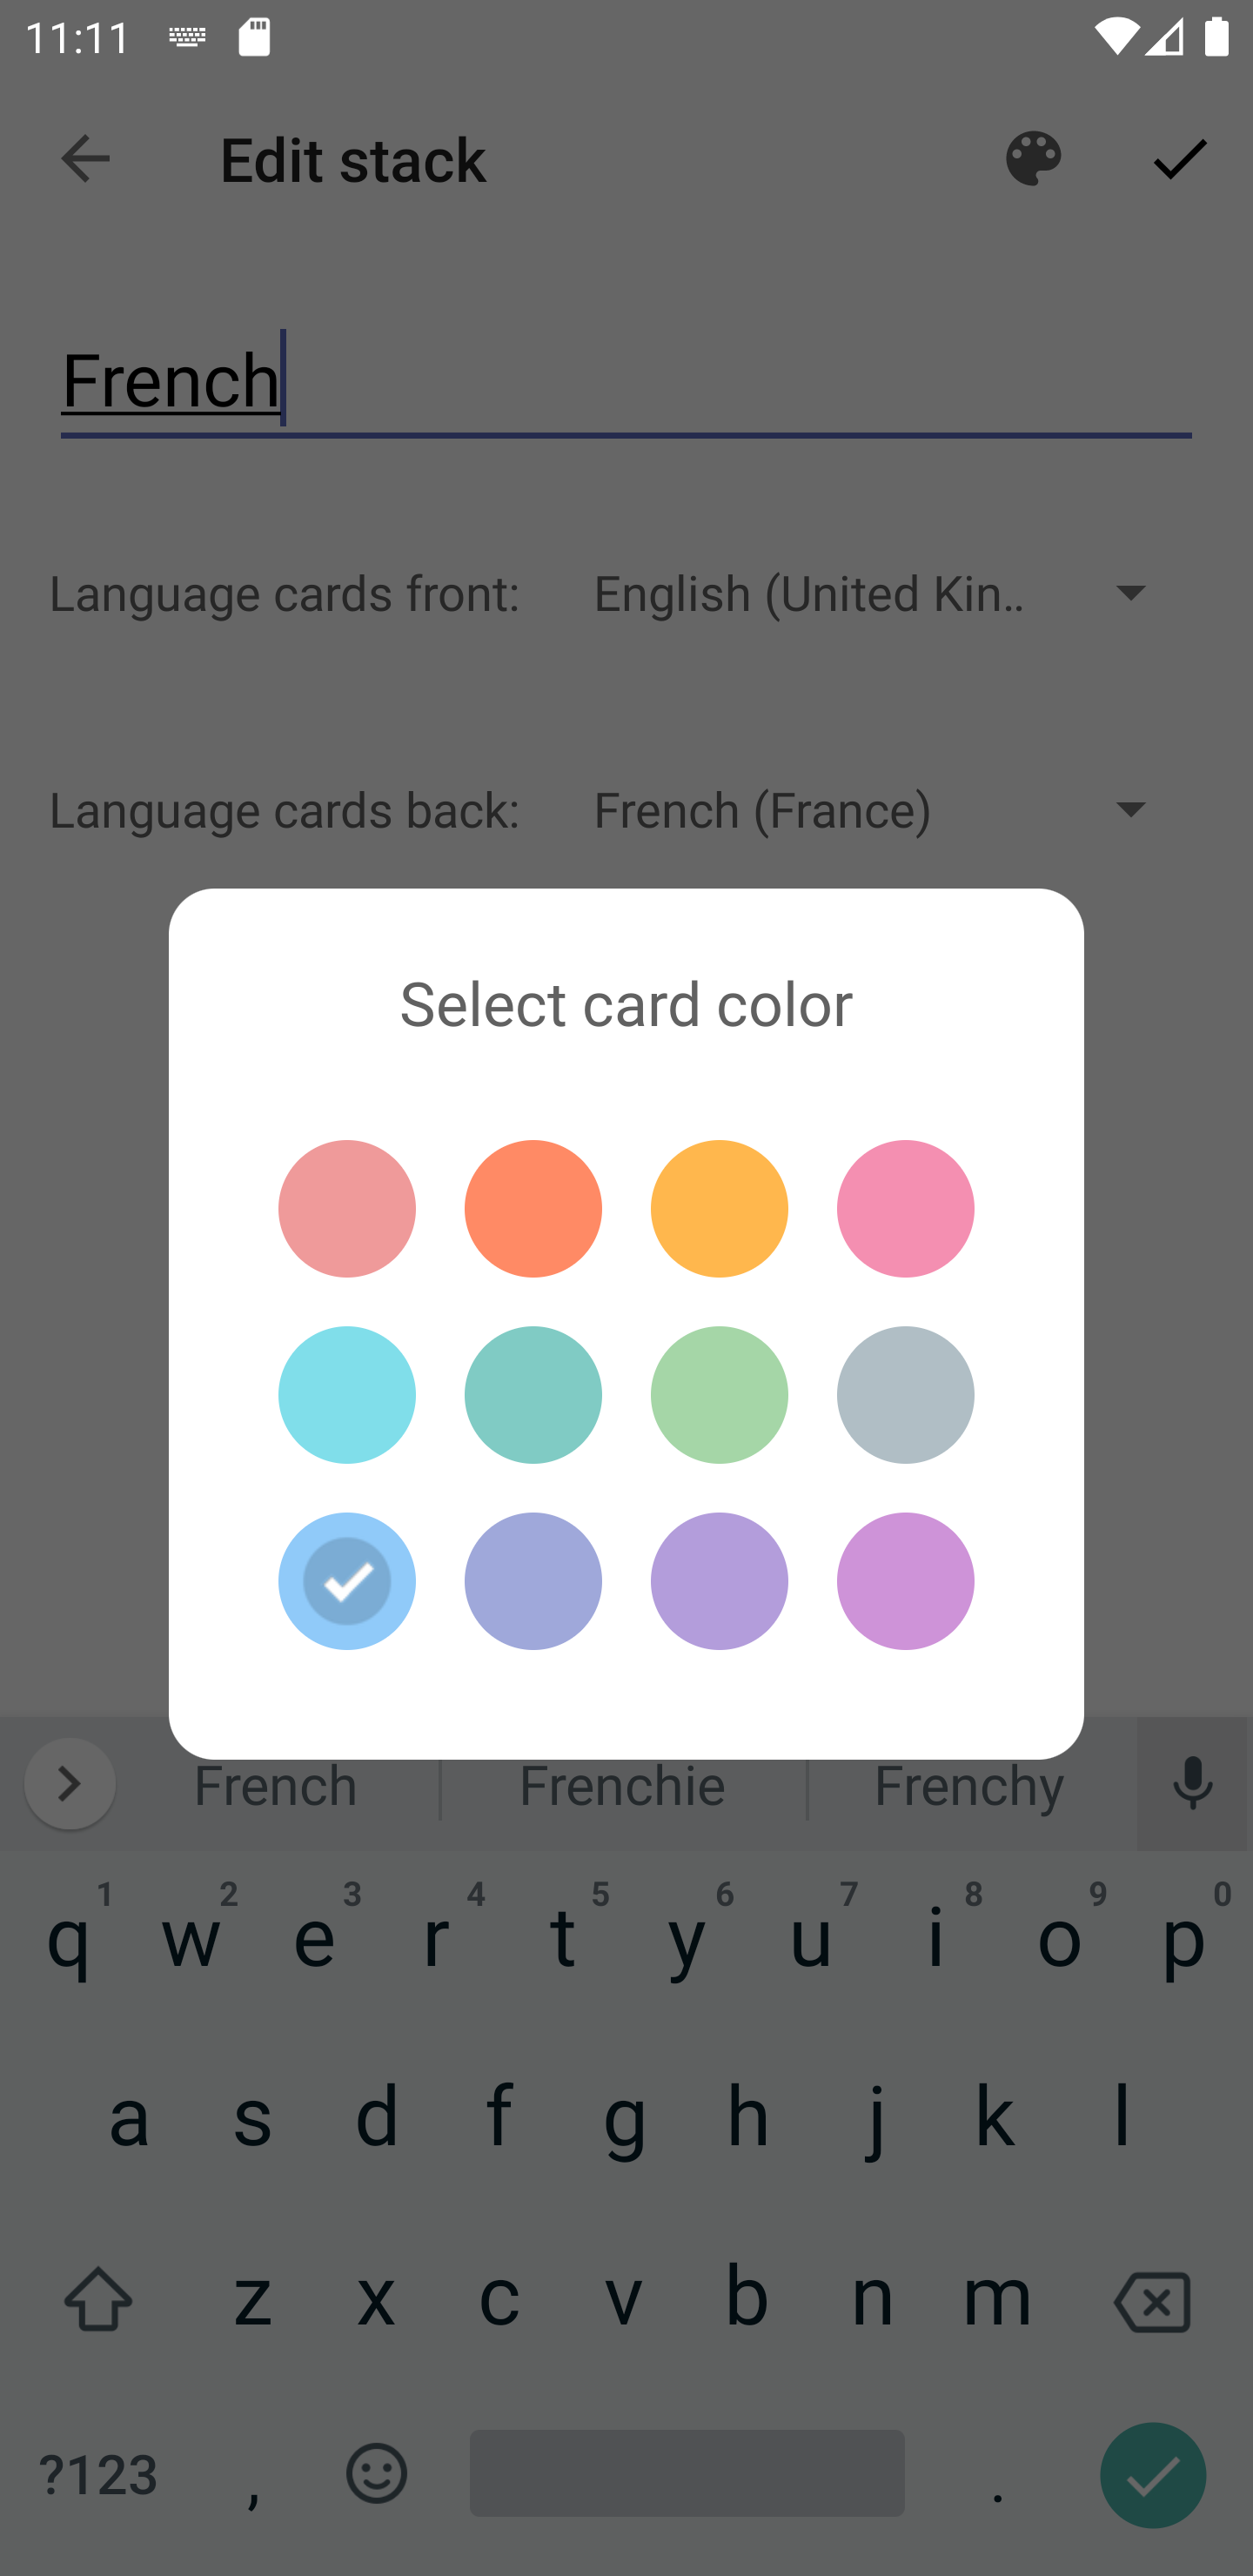 11:11
Edit stack
French
Language cards front: English (United Kin..
Language cards back: French (France)
Select card color
French Frenchie Frenchy
1 2 3 4 5 6 7 8 9 0
q w e r t y u i o p
a s d f g h j k l
z x c v b n m
?123 , .